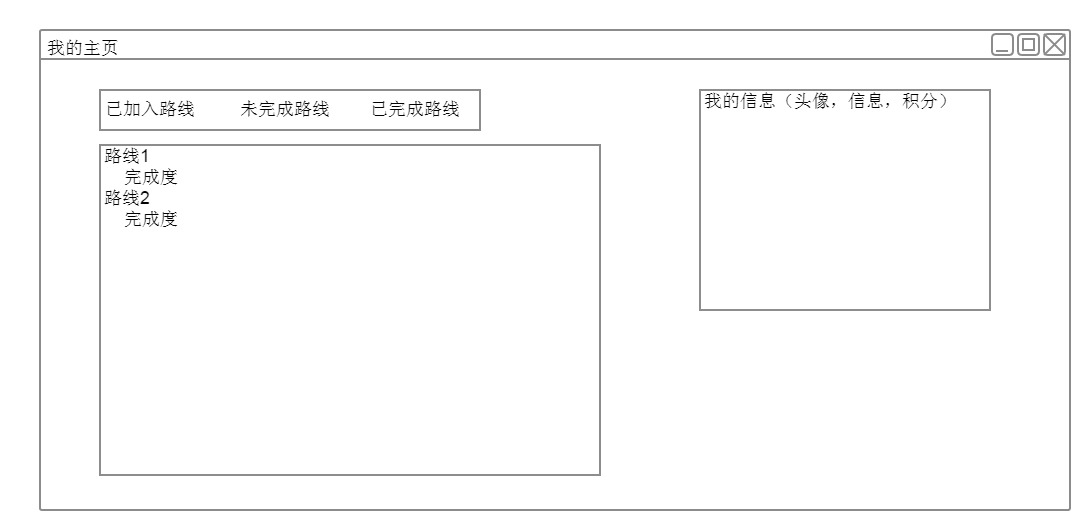 我的主页
已加入路线 未完成路线 已完成路线
路线1
完成度
路线2
完成度
我的信息（头像，信息，积分）